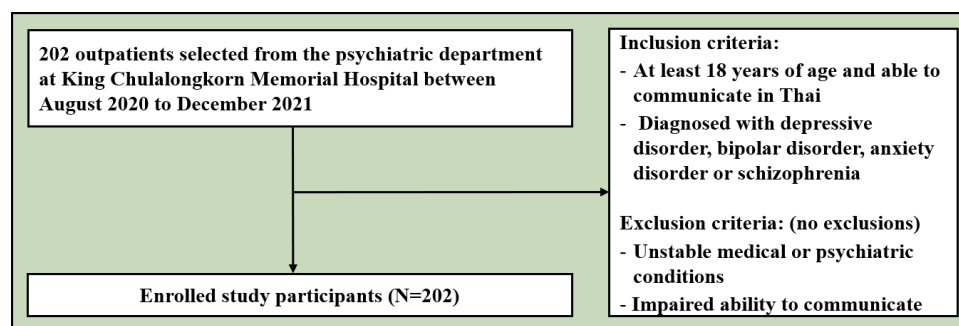 202 outpatients selected from the psychiatric department
at King Chulalongkorn Memorial Hospital between
August 2020 to December 2021
Inclusion criteria:
- At least 18 years of age and able to
communicate in Thai
- Diagnosed with depressive
disorder, bipolar disorder, anxiety
disorder or schizophrenia
Exclusion criteria: (no exclusions)
- Unstable medical or psychiatric
conditions
- Impaired ability to communicate
Enrolled study participants (N=202)